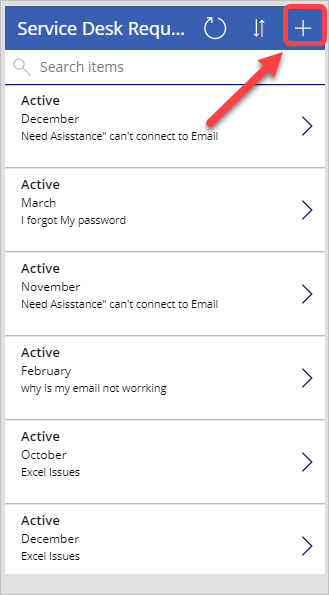 Service Desk Requ...
Search items
Active
December
Need Asisstance" can't connect to Email
Active
March
I forgot My password
Active
November
Need Asisstance" can't connect to Email
Active
February
why is my email not worrking
Active
October
Excel Issues
Active
December
Excel Issues